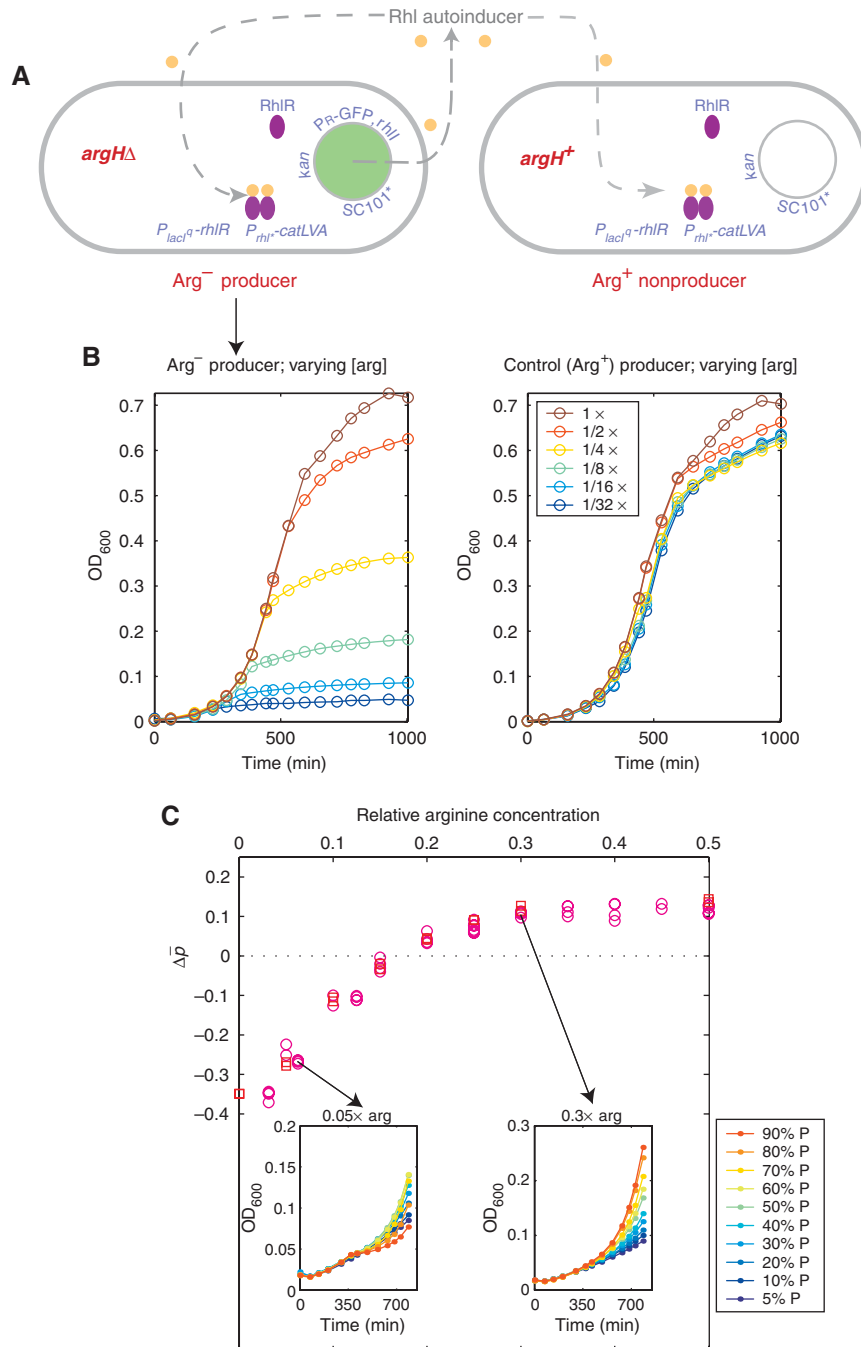 Rhl autoinducer
A
RhlR
P_R-GFP,rhlI
kan
SC101*
argHΔ
P_lacI^q-rhlR
P_rhl*-catLVA
RhlR
kan
SC101*
argH⁺
P_lacI^q-rhlR
P_rhl*-catLVA
Arg⁻ producer
Arg⁺ nonproducer
B
Arg⁻ producer; varying [arg]
0.7
0.6
0.5
0.4
0.3
0.2
0.1
0
OD₆₀₀
0
500
1000
Time (min)
Control (Arg⁺) producer; varying [arg]
1 ×
1/2 ×
1/4 ×
1/8 ×
1/16 ×
1/32 ×
0.7
0.6
0.5
0.4
0.3
0.2
0.1
0
OD₆₀₀
0
500
1000
Time (min)
C
Relative arginine concentration
0
0.1
0.2
0.3
0.4
0.5
0.2
0.1
0
−0.1
−0.2
−0.3
−0.4
Δp̄
0.05× arg
0.2
0.15
0.1
0.05
0
OD₆₀₀
0
350
700
Time (min)
0.3× arg
0.3
0.2
0.1
0
OD₆₀₀
0
350
700
Time (min)
90% P
80% P
70% P
60% P
50% P
40% P
30% P
20% P
10% P
5% P